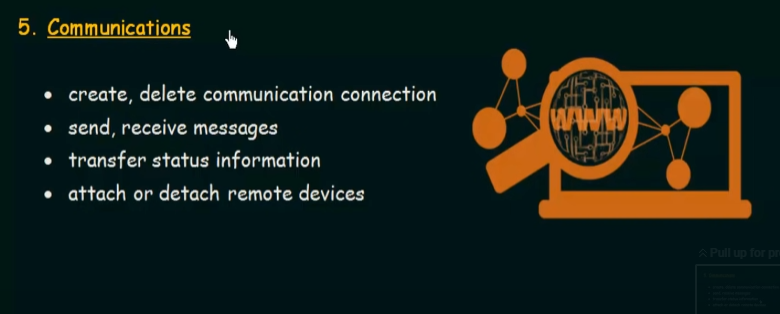 5. Communications
• create, delete communication connection
• send, receive messages
• transfer status information
• attach or detach remote devices
WWW
Pull up for pr